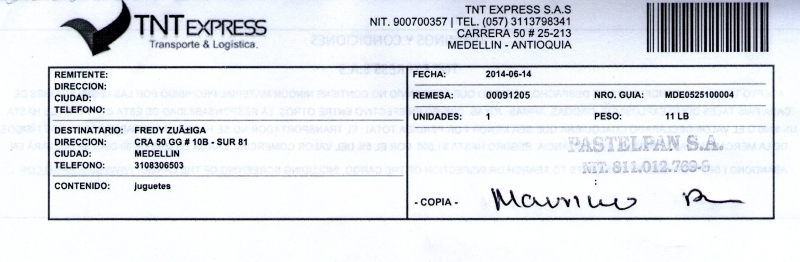 TNT EXPRESS
Transporte & Logistica.
TNT EXPRESS S.A.S
NIT. 900700357 | TEL. (057) 3113798341
CARRERA 50 # 25-213
MEDELLIN - ANTIOQUIA
REMITENTE:
DIRECCION:
CIUDAD:
TELEFONO:
DESTINATARIO: FREDY ZUÃ±IGA
DIRECCION: CRA 50 GG # 10B - SUR 81
CIUDAD: MEDELLIN
TELEFONO: 3108306503
CONTENIDO: juguetes
FECHA: 2014-06-14
REMESA: 00091205 NRO. GUIA: MDE0525100004
UNIDADES: 1 PESO: 11 LB
PASTELPAN S.A.
NIT. 811.012.769-9
- COPIA -